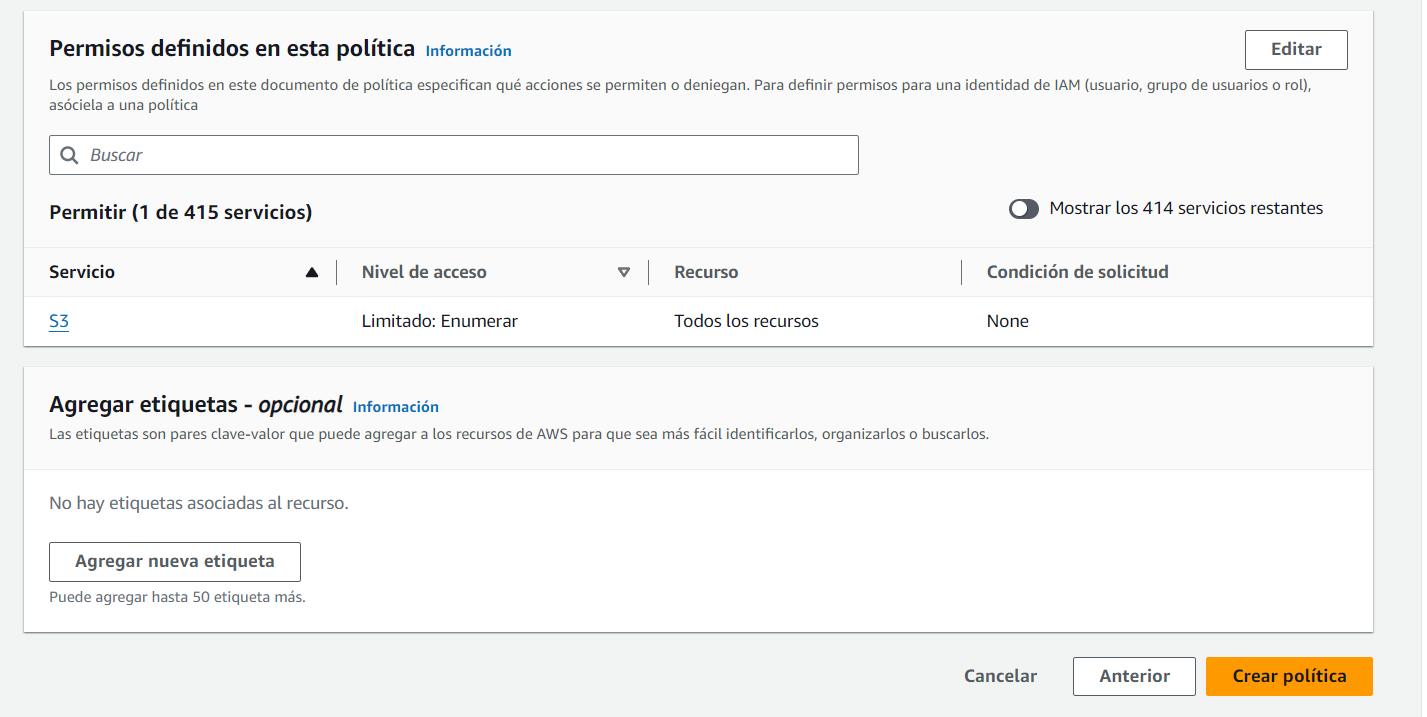 Permisos definidos en esta política Información
Editar
Los permisos definidos en este documento de política especifican qué acciones se permiten o deniegan. Para definir permisos para una identidad de IAM (usuario, grupo de usuarios o rol),
asóciela a una política
Buscar
Permitir (1 de 415 servicios)
Mostrar los 414 servicios restantes
Servicio Nivel de acceso Recurso Condición de solicitud
S3 Limitado: Enumerar Todos los recursos None
Agregar etiquetas - opcional Información
Las etiquetas son pares clave-valor que puede agregar a los recursos de AWS para que sea más fácil identificarlos, organizarlos o buscarlos.
No hay etiquetas asociadas al recurso.
Agregar nueva etiqueta
Puede agregar hasta 50 etiqueta más.
Cancelar Anterior Crear política